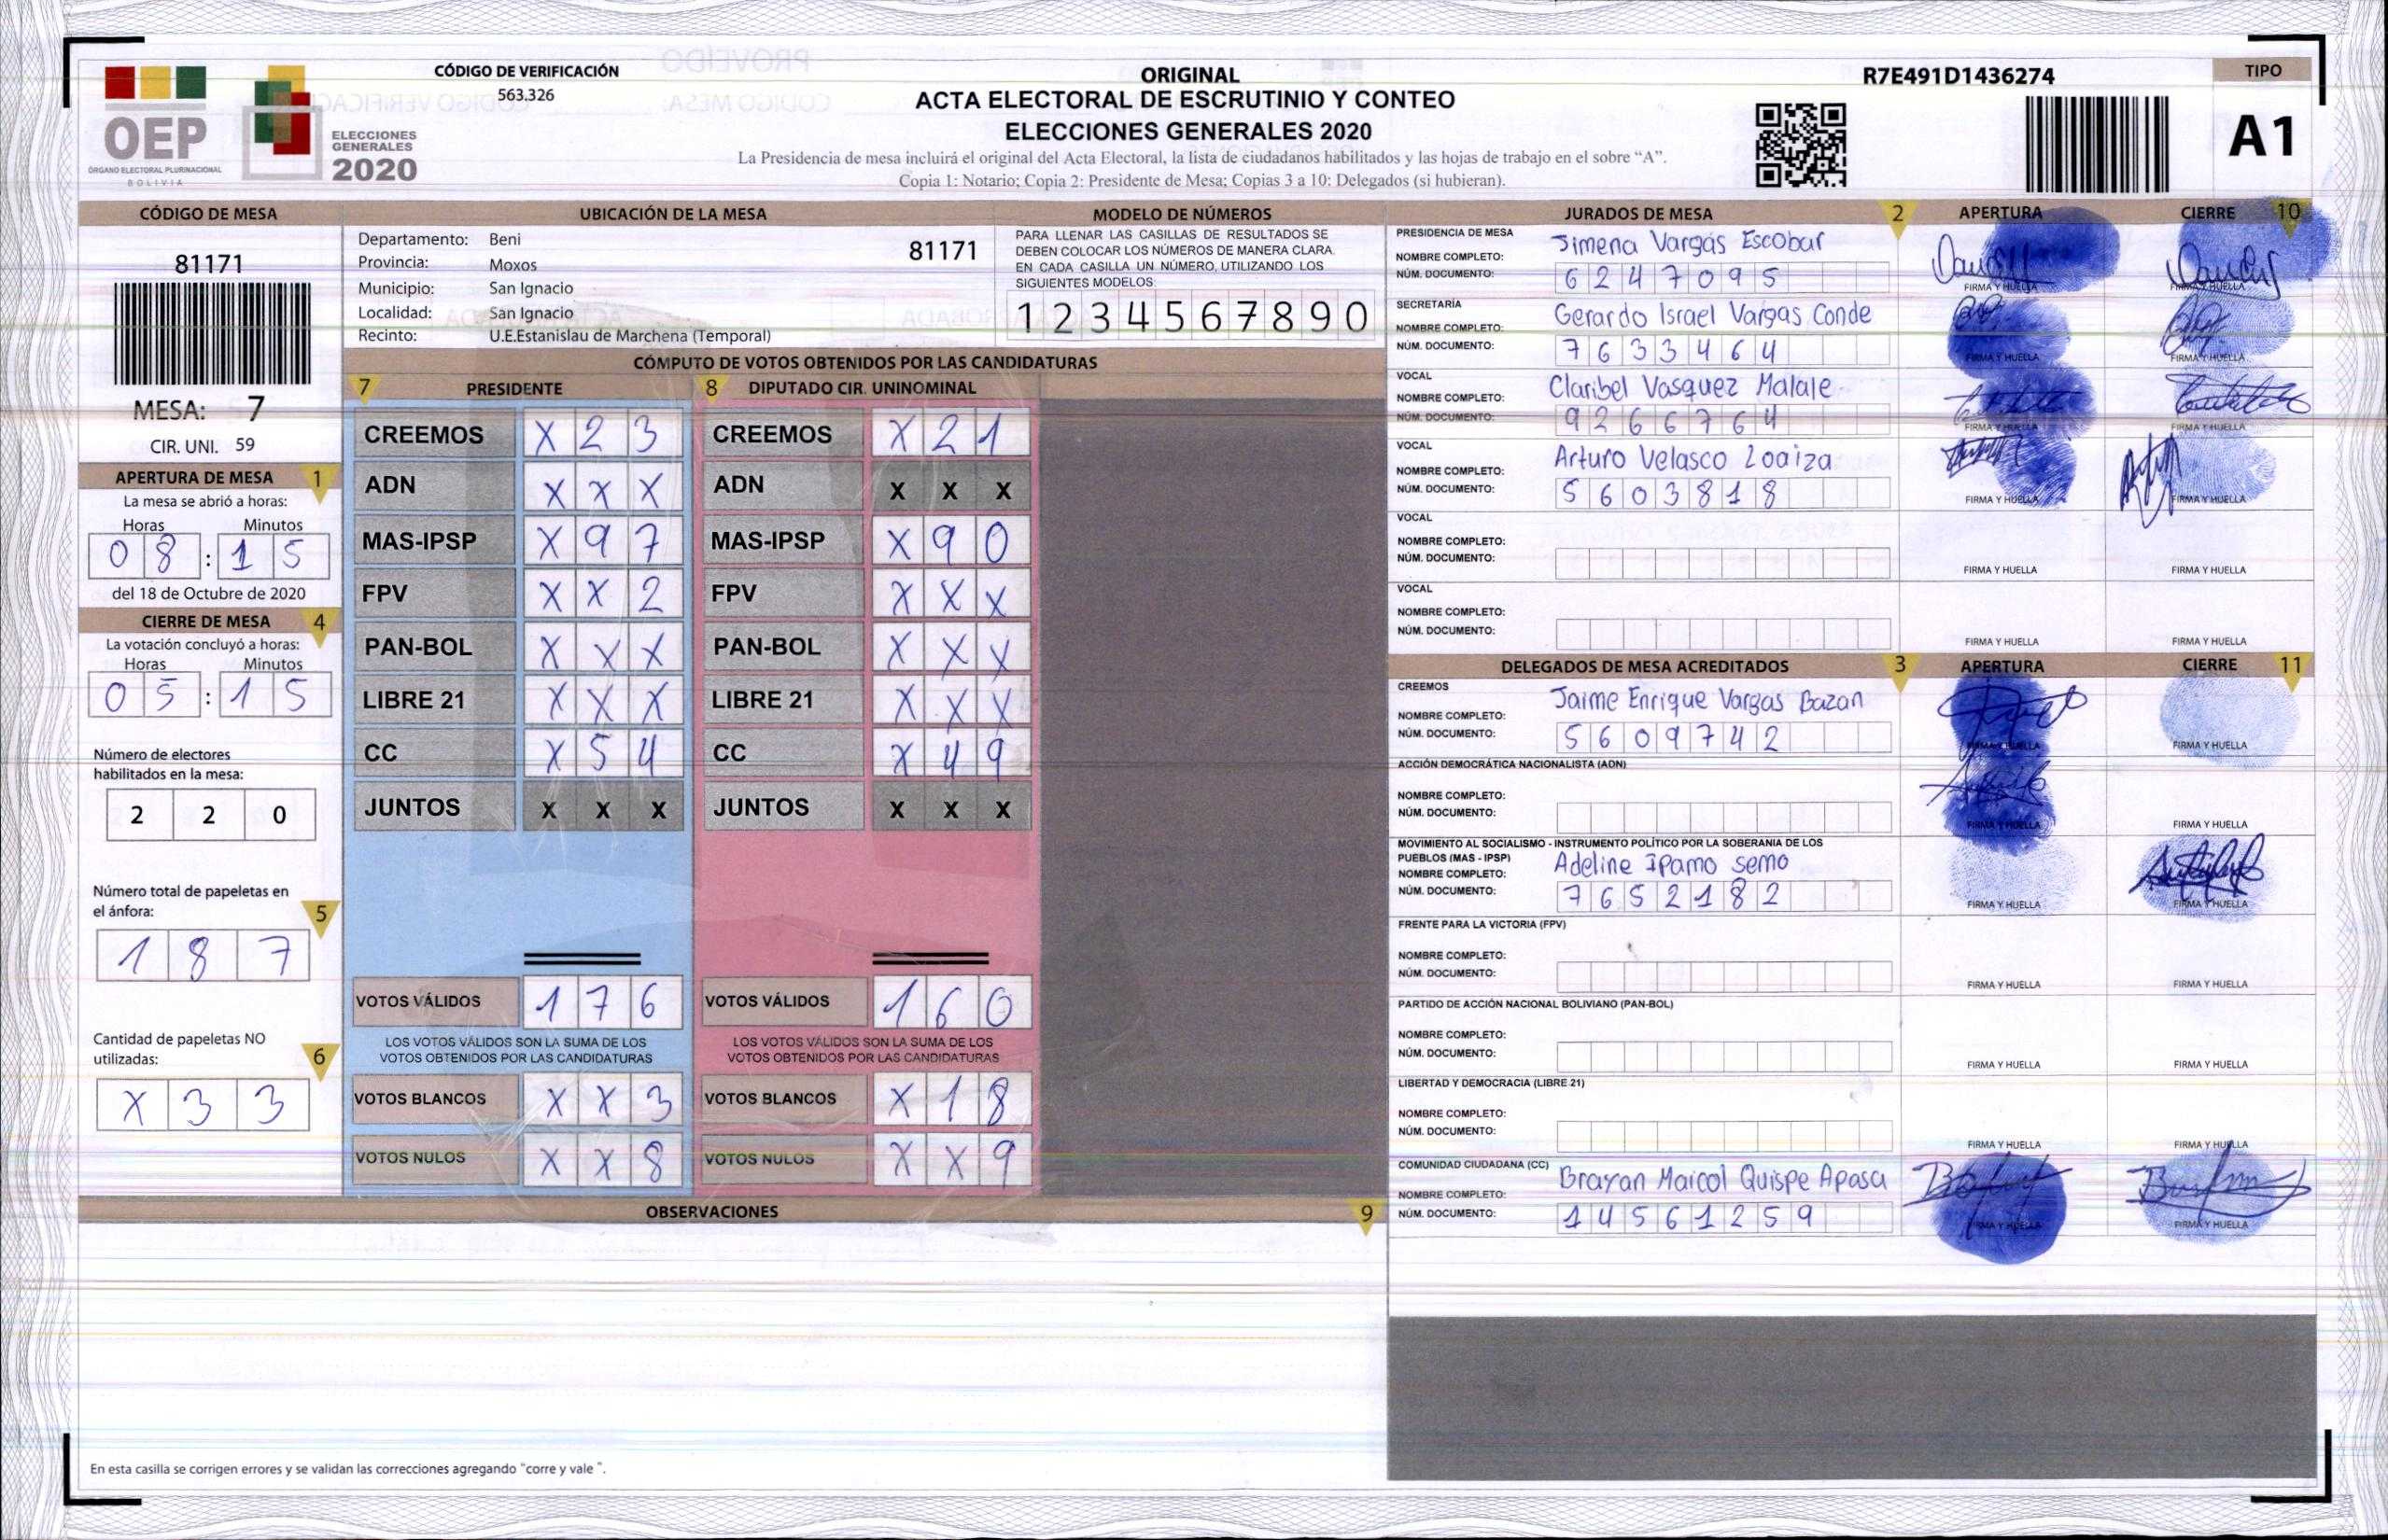 OEP
ÓRGANO ELECTORAL PLURINACIONAL
BOLIVIA
ELECCIONES
GENERALES
2020
CÓDIGO DE VERIFICACIÓN
563.326
ORIGINAL
ACTA ELECTORAL DE ESCRUTINIO Y CONTEO
ELECCIONES GENERALES 2020
La Presidencia de mesa incluirá el original del Acta Electoral, la lista de ciudadanos habilitados y las hojas de trabajo en el sobre “A”.
Copia 1: Notario; Copia 2: Presidente de Mesa; Copias 3 a 10: Delegados (si hubieran).
R7E491D1436274
TIPO
A1
CÓDIGO DE MESA
81171
MESA: 7
CIR. UNI. 59
APERTURA DE MESA 1
La mesa se abrió a horas:
Horas Minutos
08:15
del 18 de Octubre de 2020
CIERRE DE MESA 4
La votación concluyó a horas:
Horas Minutos
05:15
Número de electores
habilitados en la mesa:
2 2 0
Número total de papeletas en
el ánfora: 5
1 8 7
Cantidad de papeletas NO
utilizadas: 6
X 3 3
UBICACIÓN DE LA MESA
Departamento: Beni 81171
Provincia: Moxos
Municipio: San Ignacio
Localidad: San Ignacio
Recinto: U.E.Estanislau de Marchena (Temporal)
MODELO DE NÚMEROS
PARA LLENAR LAS CASILLAS DE RESULTADOS SE
DEBEN COLOCAR LOS NÚMEROS DE MANERA CLARA.
EN CADA CASILLA UN NÚMERO, UTILIZANDO LOS
SIGUIENTES MODELOS:
1 2 3 4 5 6 7 8 9 0
CÓMPUTO DE VOTOS OBTENIDOS POR LAS CANDIDATURAS
7 PRESIDENTE 8 DIPUTADO CIR. UNINOMINAL
CREEMOS X 2 3 CREEMOS X 2 1
ADN X X X ADN X X X
MAS-IPSP X 9 7 MAS-IPSP X 9 0
FPV X X 2 FPV X X X
PAN-BOL X X X PAN-BOL X X X
LIBRE 21 X X X LIBRE 21 X X X
CC X 5 4 CC X 4 9
JUNTOS X X X JUNTOS X X X
VOTOS VÁLIDOS 1 7 6 VOTOS VÁLIDOS 1 6 0
LOS VOTOS VÁLIDOS SON LA SUMA DE LOS LOS VOTOS VÁLIDOS SON LA SUMA DE LOS
VOTOS OBTENIDOS POR LAS CANDIDATURAS VOTOS OBTENIDOS POR LAS CANDIDATURAS
VOTOS BLANCOS X X 3 VOTOS BLANCOS X 1 8
VOTOS NULOS X X 8 VOTOS NULOS X X 9
OBSERVACIONES 9
En esta casilla se corrigen errores y se validan las correcciones agregando “corre y vale ”.
JURADOS DE MESA 2 APERTURA CIERRE 10
PRESIDENCIA DE MESA
NOMBRE COMPLETO: Jimena Vargas Escobar
NÚM. DOCUMENTO: 6247095
FIRMA Y HUELLA FIRMA Y HUELLA
SECRETARÍA
NOMBRE COMPLETO: Gerardo Israel Vargas Conde
NÚM. DOCUMENTO: 7633464
FIRMA Y HUELLA FIRMA Y HUELLA
VOCAL
NOMBRE COMPLETO: Claribel Vasquez Malale
NÚM. DOCUMENTO: 9266764
FIRMA Y HUELLA FIRMA Y HUELLA
VOCAL
NOMBRE COMPLETO: Arturo Velasco Loaiza
NÚM. DOCUMENTO: 5603818
FIRMA Y HUELLA FIRMA Y HUELLA
VOCAL
NOMBRE COMPLETO:
NÚM. DOCUMENTO:
FIRMA Y HUELLA FIRMA Y HUELLA
VOCAL
NOMBRE COMPLETO:
NÚM. DOCUMENTO:
FIRMA Y HUELLA FIRMA Y HUELLA
DELEGADOS DE MESA ACREDITADOS 3 APERTURA CIERRE 11
CREEMOS
NOMBRE COMPLETO: Jaime Enrique Vargas Bazan
NÚM. DOCUMENTO: 5609742
FIRMA Y HUELLA FIRMA Y HUELLA
ACCIÓN DEMOCRÁTICA NACIONALISTA (ADN)
NOMBRE COMPLETO:
NÚM. DOCUMENTO:
FIRMA Y HUELLA FIRMA Y HUELLA
MOVIMIENTO AL SOCIALISMO - INSTRUMENTO POLÍTICO POR LA SOBERANIA DE LOS
PUEBLOS (MAS - IPSP)
NOMBRE COMPLETO: Adeline Ipamo semo
NÚM. DOCUMENTO: 7652182
FIRMA Y HUELLA FIRMA Y HUELLA
FRENTE PARA LA VICTORIA (FPV)
NOMBRE COMPLETO:
NÚM. DOCUMENTO:
FIRMA Y HUELLA FIRMA Y HUELLA
PARTIDO DE ACCIÓN NACIONAL BOLIVIANO (PAN-BOL)
NOMBRE COMPLETO:
NÚM. DOCUMENTO:
FIRMA Y HUELLA FIRMA Y HUELLA
LIBERTAD Y DEMOCRACIA (LIBRE 21)
NOMBRE COMPLETO:
NÚM. DOCUMENTO:
FIRMA Y HUELLA FIRMA Y HUELLA
COMUNIDAD CIUDADANA (CC)
NOMBRE COMPLETO: Brayan Maicol Quispe Apasa
NÚM. DOCUMENTO: 14561259
FIRMA Y HUELLA FIRMA Y HUELLA